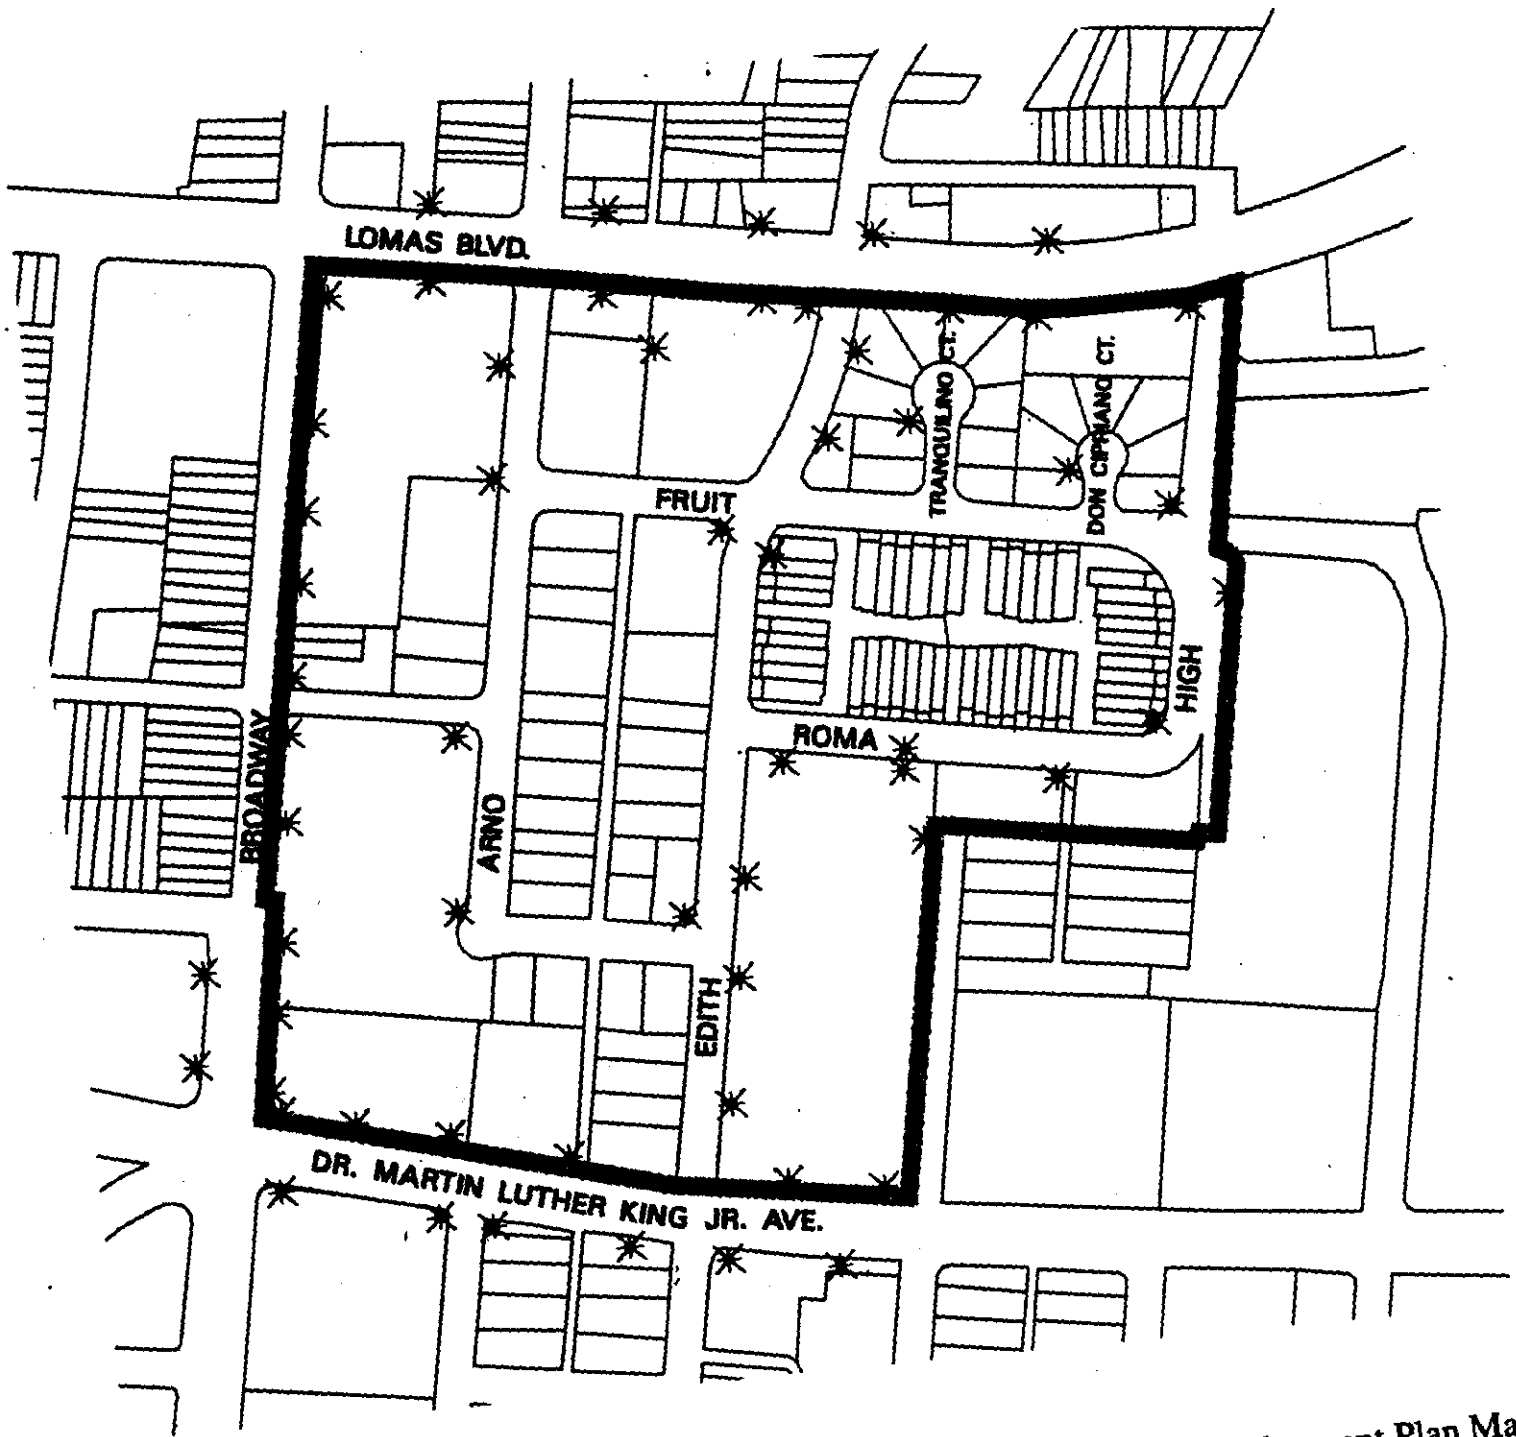 LOMAS BLVD.
TRANQUILINO CT.
DON CIPRIANO CT.
FRUIT
HIGH
ROMA
BROADWAY
ARNO
EDITH
DR. MARTIN LUTHER KING JR. AVE.
Plan